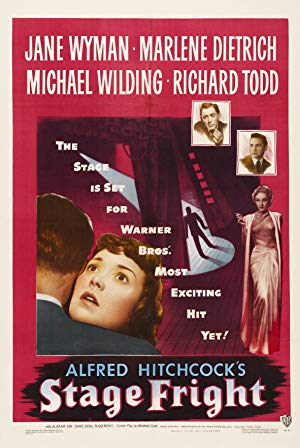 JANE WYMAN · MARLENE DIETRICH
MICHAEL WILDING · RICHARD TODD
THE
STAGE
IS SET
FOR
WARNER
BROS'.
MOST
EXCITING
HIT
YET!
ALFRED HITCHCOCK'S
Stage Fright
WB